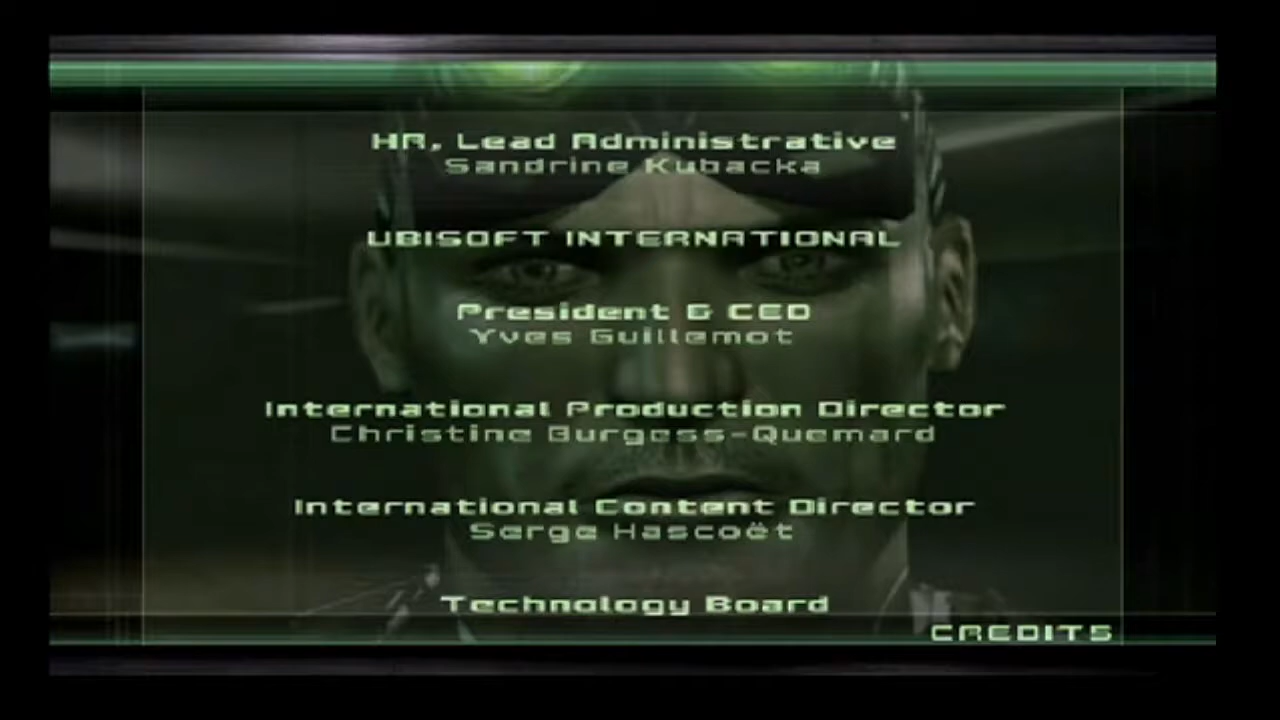 HR, Lead Administrative
Sandrine Kubacka
UBISOFT INTERNATIONAL
President & CEO
Yves Guillemot
International Production Director
Christine Burgess-Quemard
International Content Director
Serge Hascoët
Technology Board
CREDITS